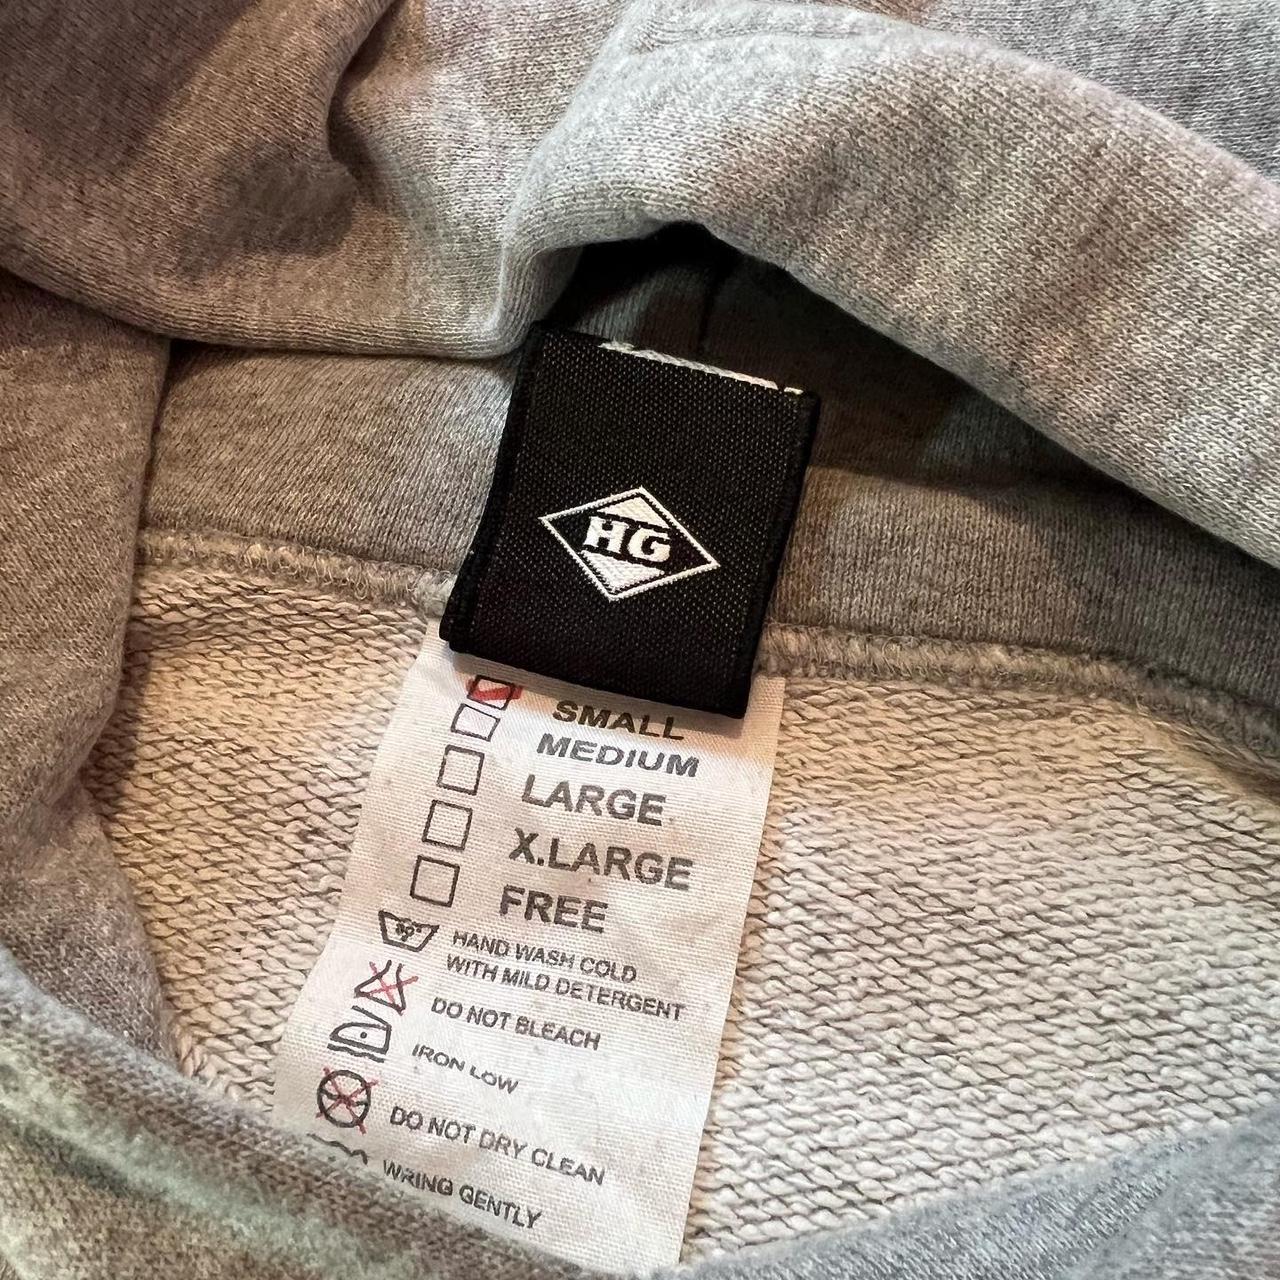 HG
SMALL
MEDIUM
LARGE
X.LARGE
FREE
HAND WASH COLD
WITH MILD DETERGENT
DO NOT BLEACH
IRON LOW
DO NOT DRY CLEAN
WRING GENTLY